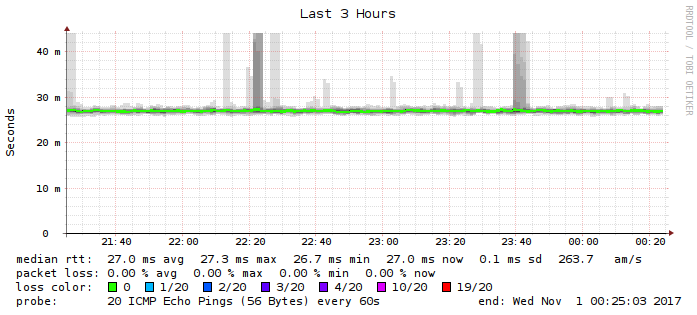 Last 3 Hours
RRDTOOL / TOBI OETIKER
Seconds
40 m
30 m
20 m
10 m
0
21:40 22:00 22:20 22:40 23:00 23:20 23:40 00:00 00:20
median rtt: 27.0 ms avg 27.3 ms max 26.7 ms min 27.0 ms now 0.1 ms sd 263.7 am/s
packet loss: 0.00 % avg 0.00 % max 0.00 % min 0.00 % now
loss color: 0 1/20 2/20 3/20 4/20 10/20 19/20
probe: 20 ICMP Echo Pings (56 Bytes) every 60s end: Wed Nov 1 00:25:03 2017